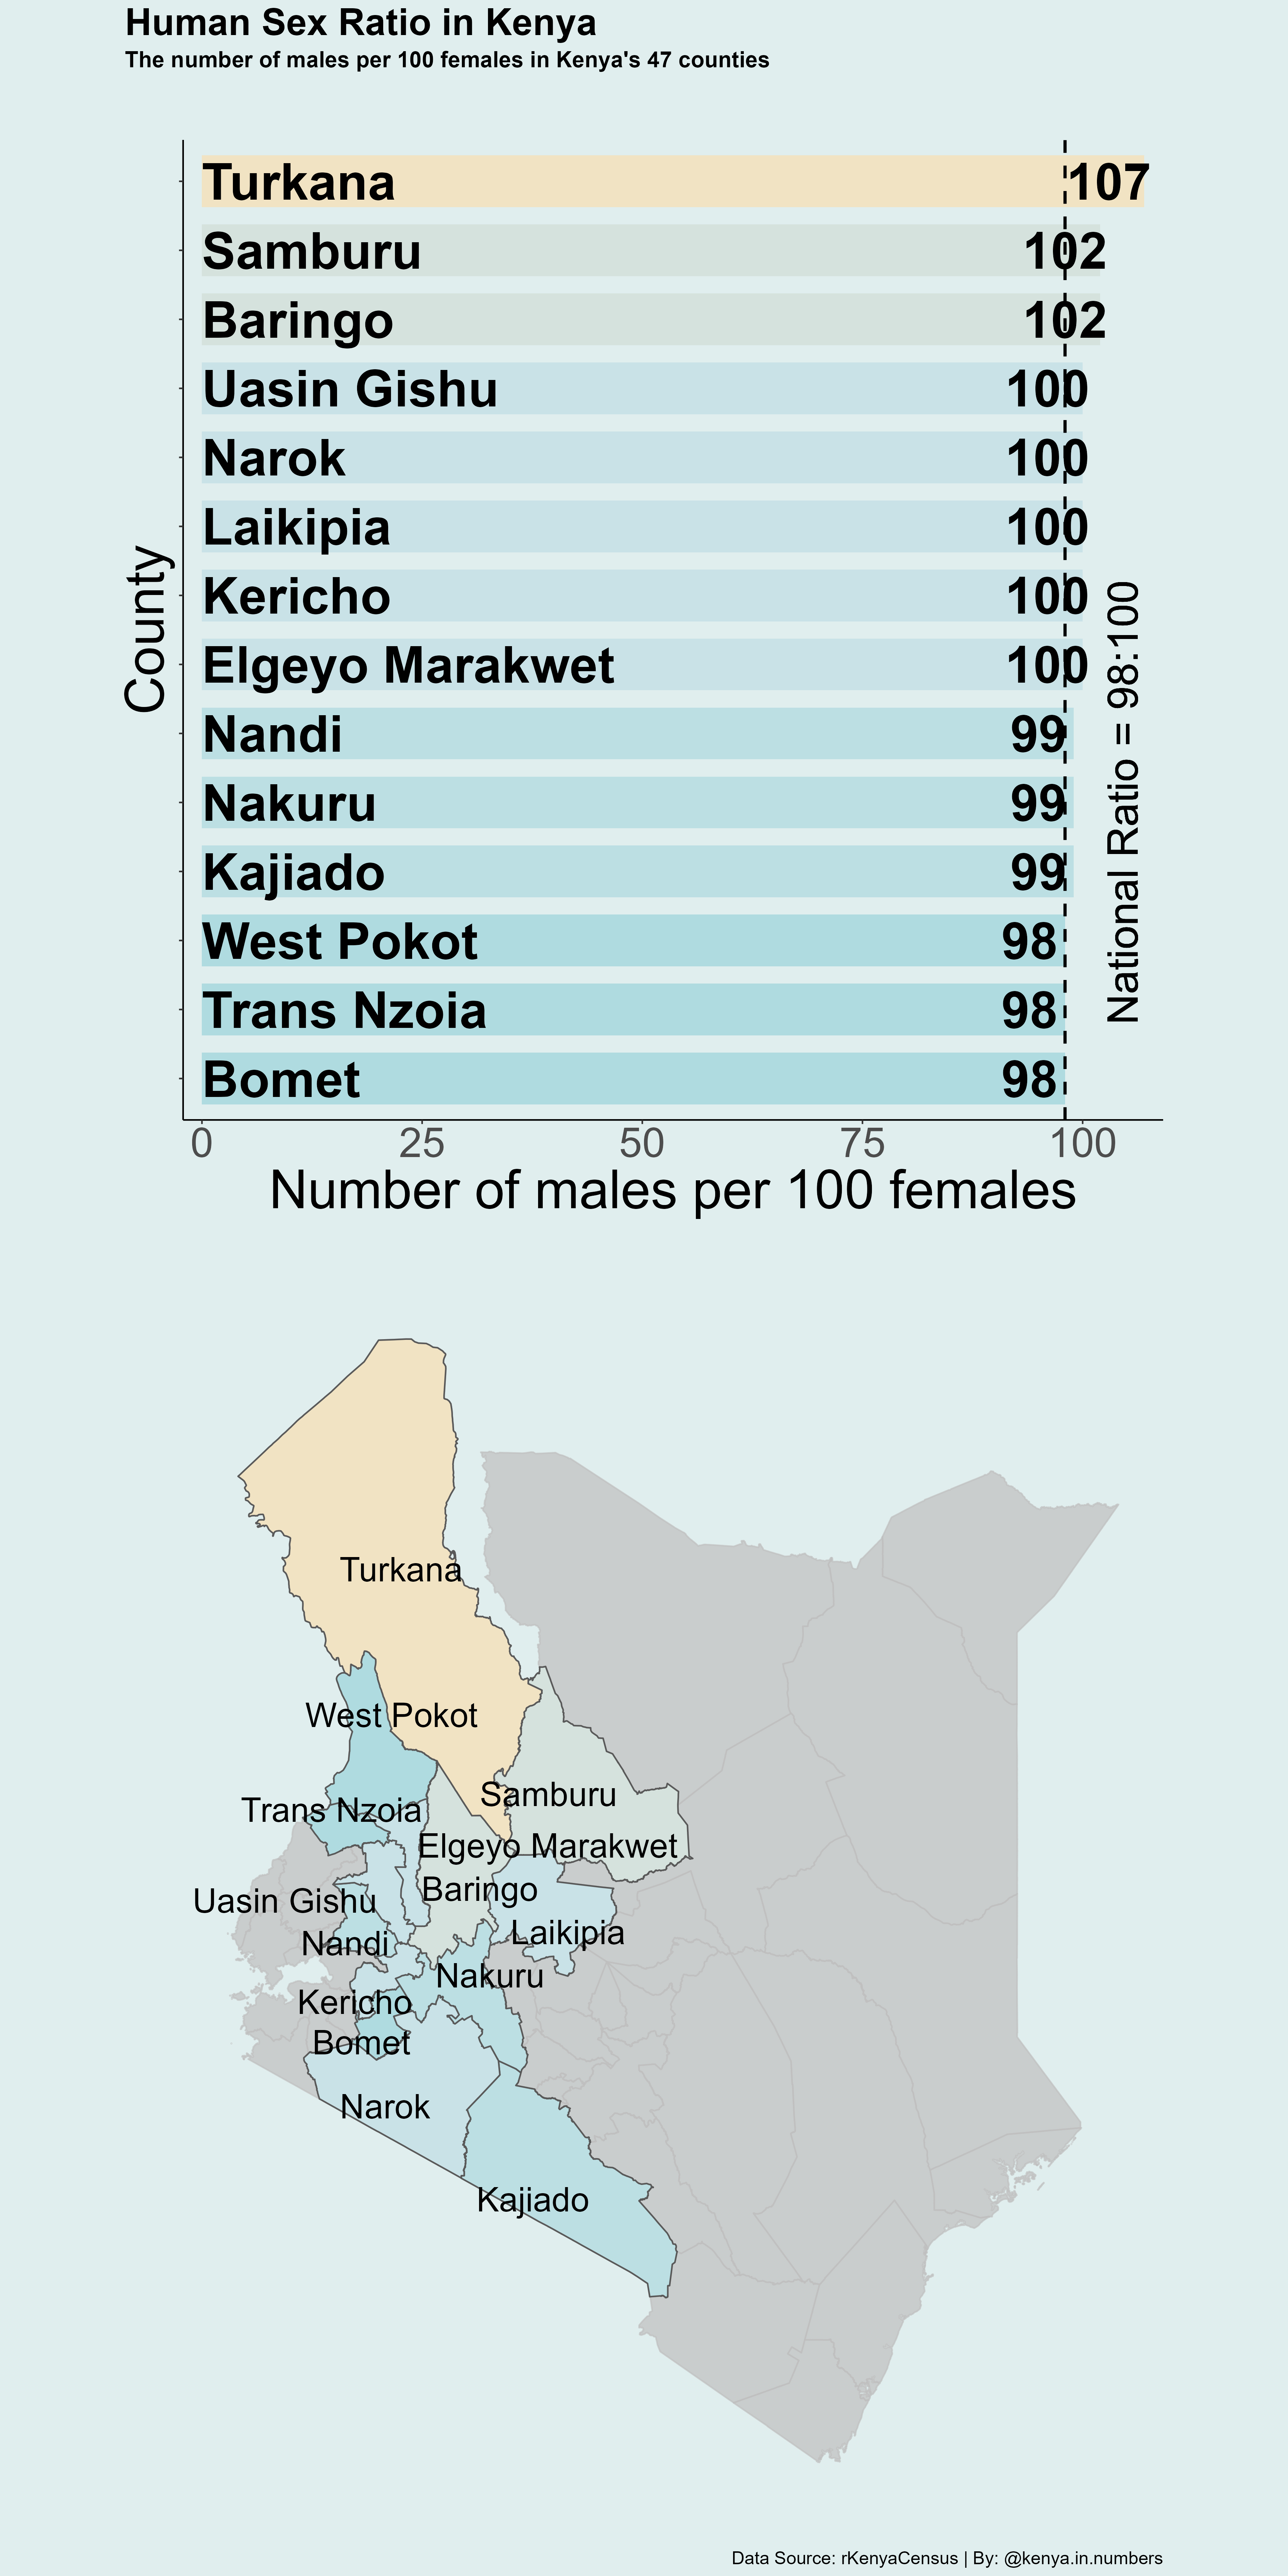 Human Sex Ratio in Kenya
The number of males per 100 females in Kenya's 47 counties
County
Turkana 107
Samburu 102
Baringo 102
Uasin Gishu 100
Narok 100
Laikipia 100
Kericho 100
Elgeyo Marakwet 100
Nandi 99
Nakuru 99
Kajiado 99
West Pokot 98
Trans Nzoia 98
Bomet 98
National Ratio = 98:100
0 25 50 75 100
Number of males per 100 females
Turkana
West Pokot
Samburu
Trans Nzoia
Elgeyo Marakwet
Baringo
Uasin Gishu
Laikipia
Nandi
Nakuru
Kericho
Bomet
Narok
Kajiado
Data Source: rKenyaCensus | By: @kenya.in.numbers